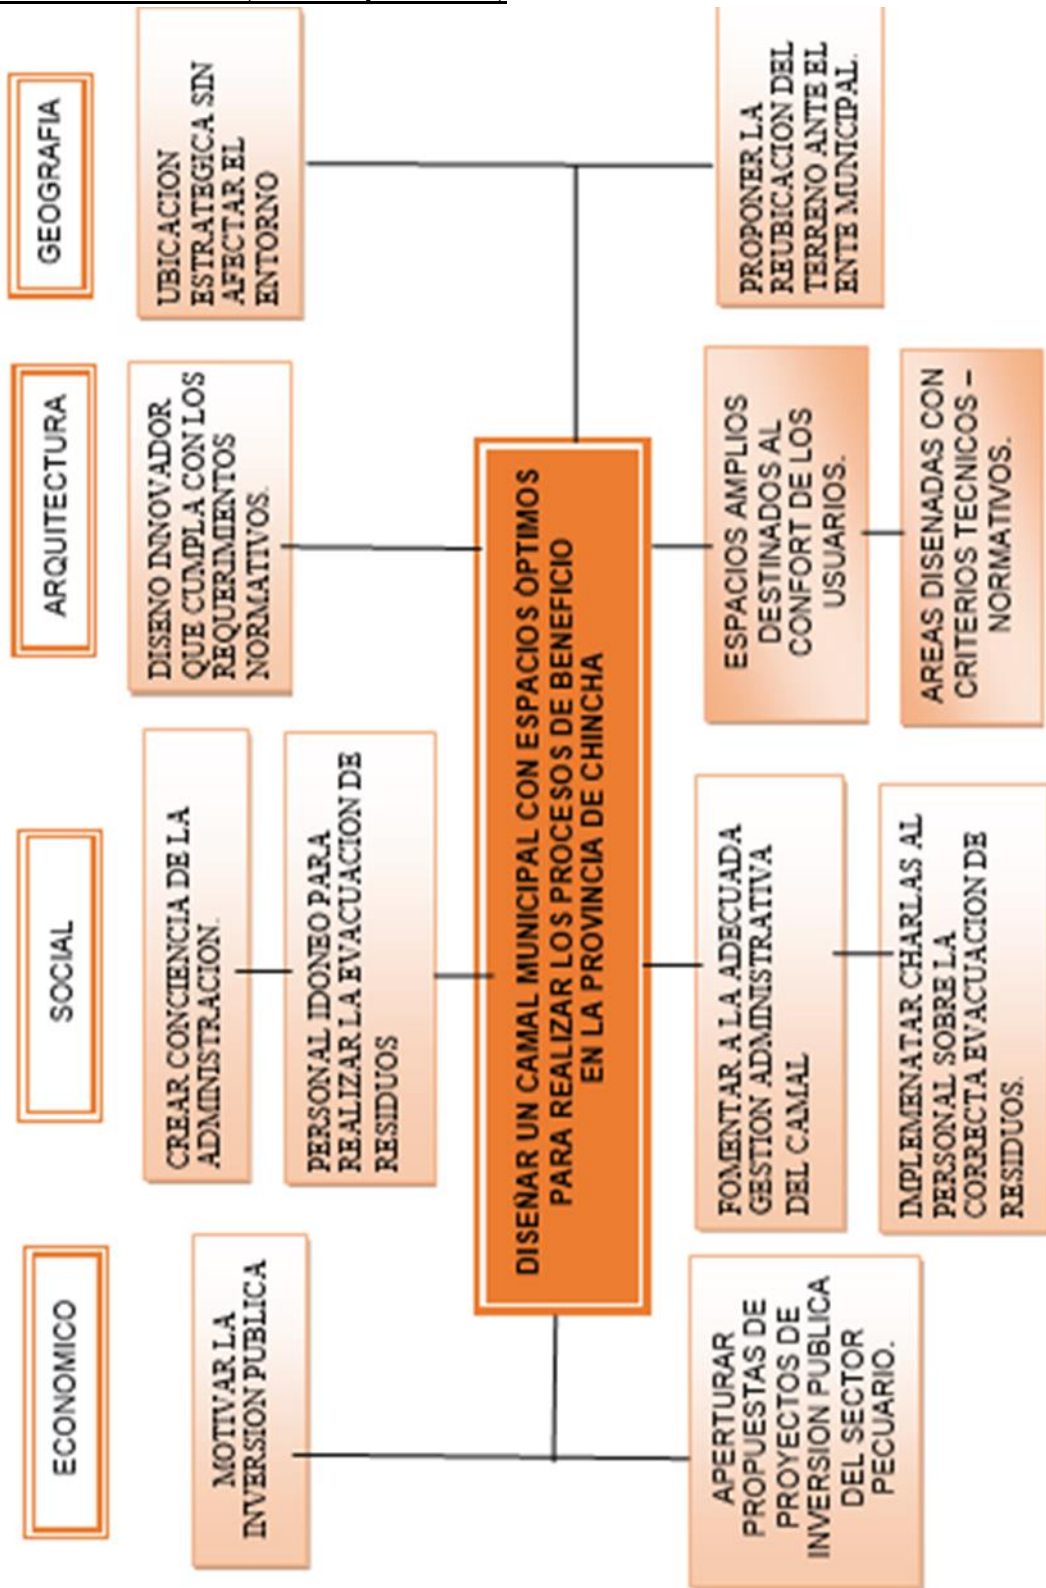 ECONOMICO
SOCIAL
ARQUITECTURA
GEOGRAFIA
MOTIVAR LA
INVERSION PUBLICA
CREAR CONCIENCIA DE LA
ADMINISTRACION.
PERSONAL IDONEO PARA
REALIZAR LA EVACUACION DE
RESIDUOS
DISENO INNOVADOR
QUE CUMPLA CON LOS
REQUERIMIENTOS
NORMATIVOS.
UBICACION
ESTRATEGICA SIN
AFECTAR EL
ENTORNO
DISEÑAR UN CAMAL MUNICIPAL CON ESPACIOS ÒPTIMOS
PARA REALIZAR LOS PROCESOS DE BENEFICIO
EN LA PROVINCIA DE CHINCHA
APERTURAR
PROPUESTAS DE
PROYECTOS DE
INVERSION PUBLICA
DEL SECTOR
PECUARIO.
FOMENTAR A LA ADECUADA
GESTION ADMINISTRATIVA
DEL CAMAL
IMPLEMENATAR CHARLAS AL
PERSONAL SOBRE LA
CORRECTA EVACUACION DE
RESIDUOS.
ESPACIOS AMPLIOS
DESTINADOS AL
CONFORT DE LOS
USUARIOS.
AREAS DISENADAS CON
CRITERIOS TECNICOS –
NORMATIVOS.
PROPONER LA
REUBICACION DEL
TERRENO ANTE EL
ENTE MUNICIPAL.